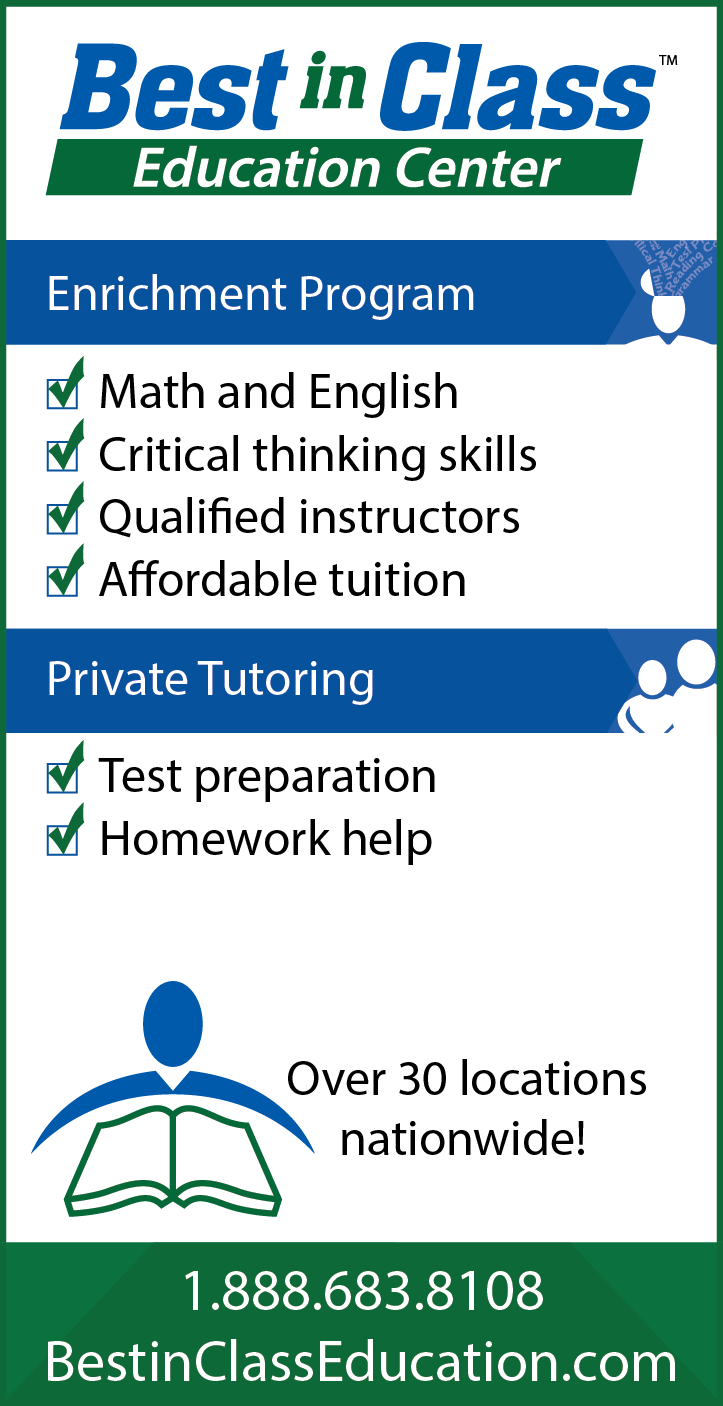 Best in Class™
Education Center
Enrichment Program
Math and English
Critical thinking skills
Qualified instructors
Affordable tuition
Private Tutoring
Test preparation
Homework help
Over 30 locations
nationwide!
1.888.683.8108
BestinClassEducation.com